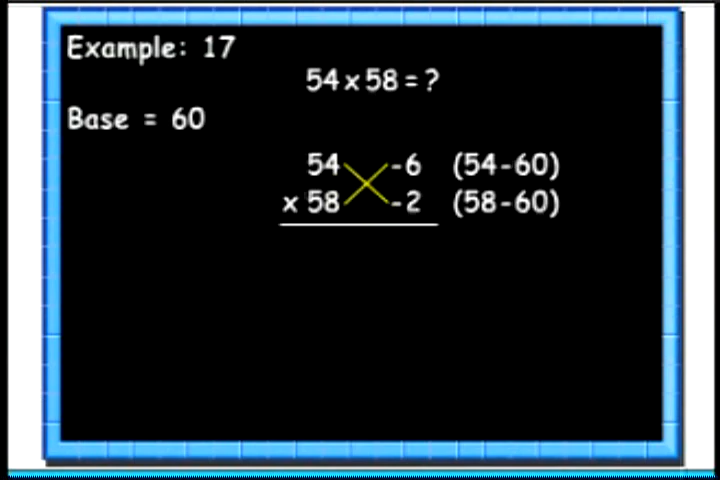 Example: 17
54 x 58 = ?
Base = 60
54 -6 (54-60)
x 58 -2 (58-60)